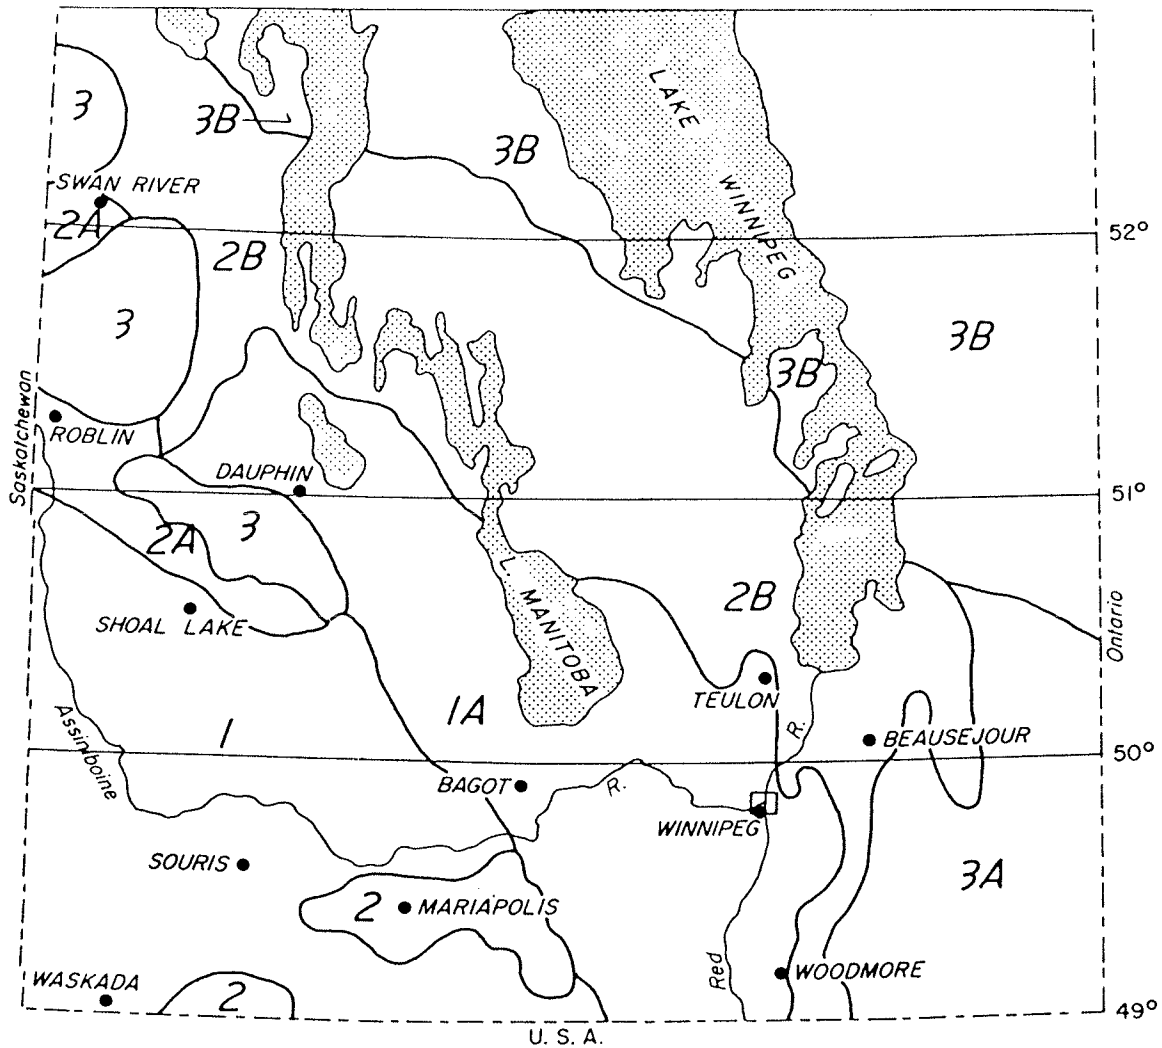 LAKE
3
3B
3B
SWAN RIVER
WINNIPEG
2A
52°
2B
3
3B
3B
Saskatchewan
ROBLIN
DAUPHIN
51°
3
2A
L. MANITOBA
2B
Ontario
SHOAL LAKE
TEULON
1A
1
R.
BEAUSEJOUR
Assiniboine
50°
BAGOT
R.
WINNIPEG
SOURIS
3A
2
MARIAPOLIS
Red
WOODMORE
WASKADA
2
49°
U. S. A.